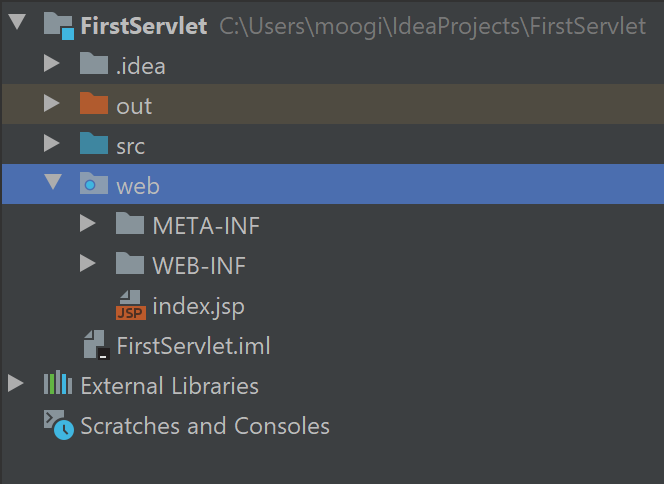 FirstServlet C:\Users\moogi\IdeaProjects\FirstServlet
.idea
out
src
web
META-INF
WEB-INF
JSP index.jsp
FirstServlet.iml
External Libraries
Scratches and Consoles